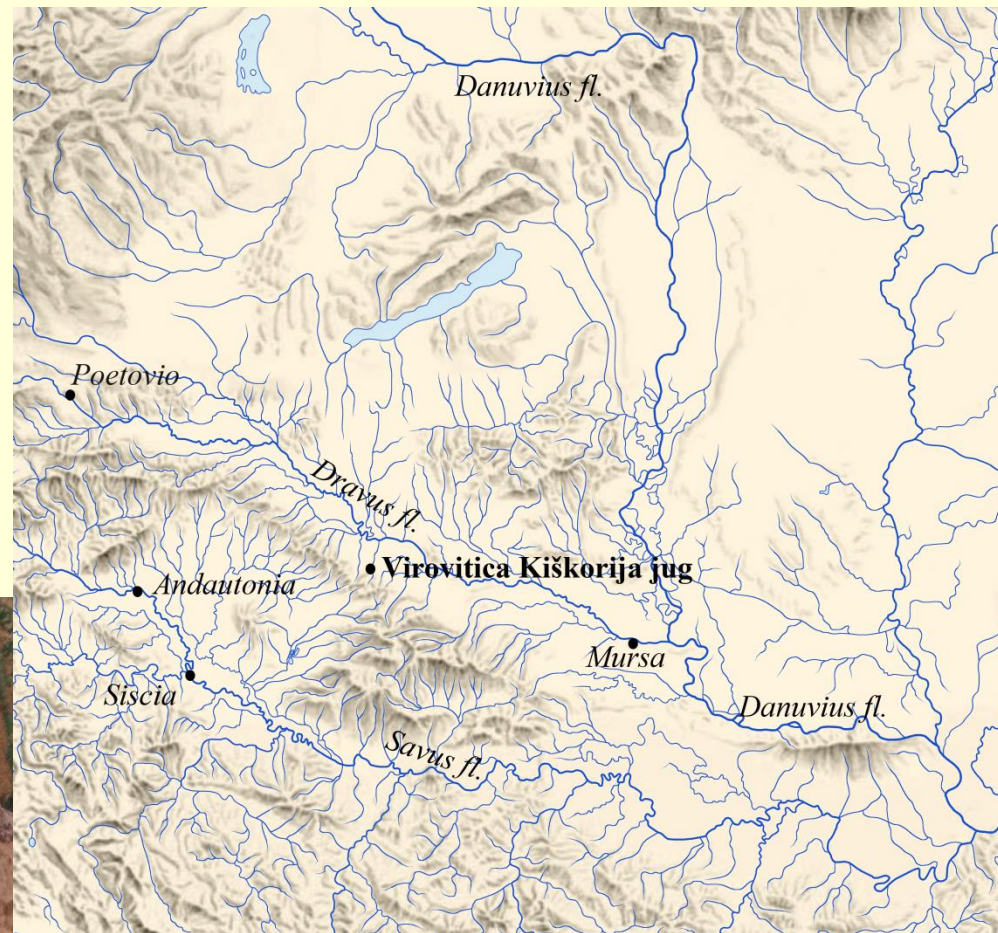 Danuvius fl.
Poetovio
Dravus fl.
Virovitica Kiškorija jug
Andautonia
Mursa
Siscia
Danuvius fl.
Savus fl.